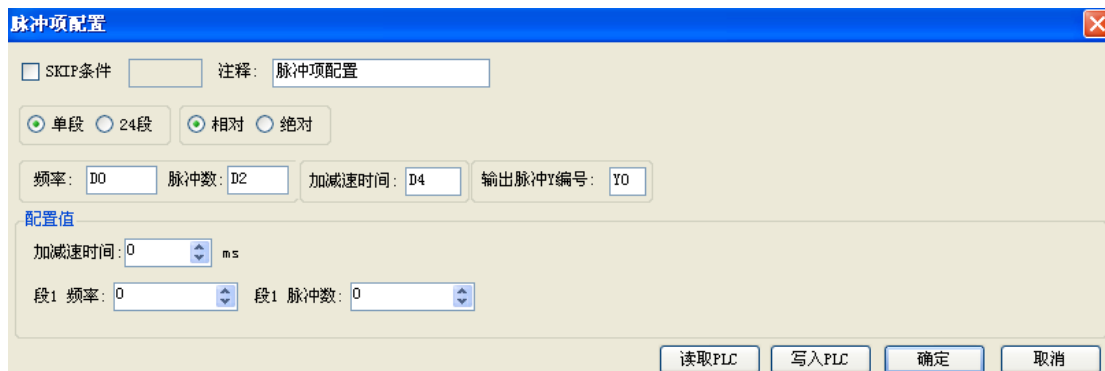 脉冲项配置
SKIP条件 注释: 脉冲项配置
单段 24段 相对 绝对
频率: D0 脉冲数: D2 加减速时间: D4 输出脉冲Y编号: Y0
配置值
加减速时间: 0 ms
段1 频率: 0 段1 脉冲数: 0
读取PLC 写入PLC 确定 取消